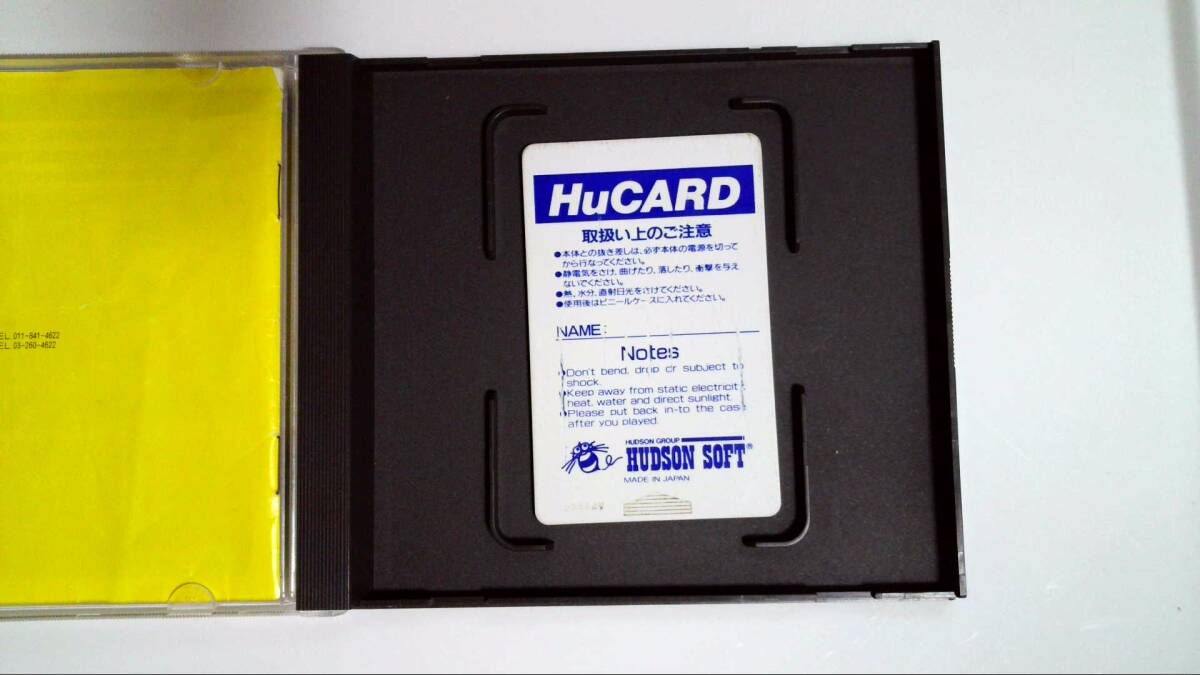 EL. 011-841-4622
EL. 03-260-4622
HuCARD
取扱い上のご注意
●本体との抜き差しは、必ず本体の電源を切って
から行なってください。
●静電気をさけ、曲げたり、落したり、衝撃を与え
ないでください。
●熱、水分、直射日光をさけてください。
●使用後はビニールケースに入れてください。
NAME:
Notes
●Don't bend, drop or subject to
shock.
●Keep away from static electricit
heat, water and direct sunlight.
●Please put back in-to the case
after you played.
HUDSON GROUP
HUDSON SOFT®
MADE IN JAPAN